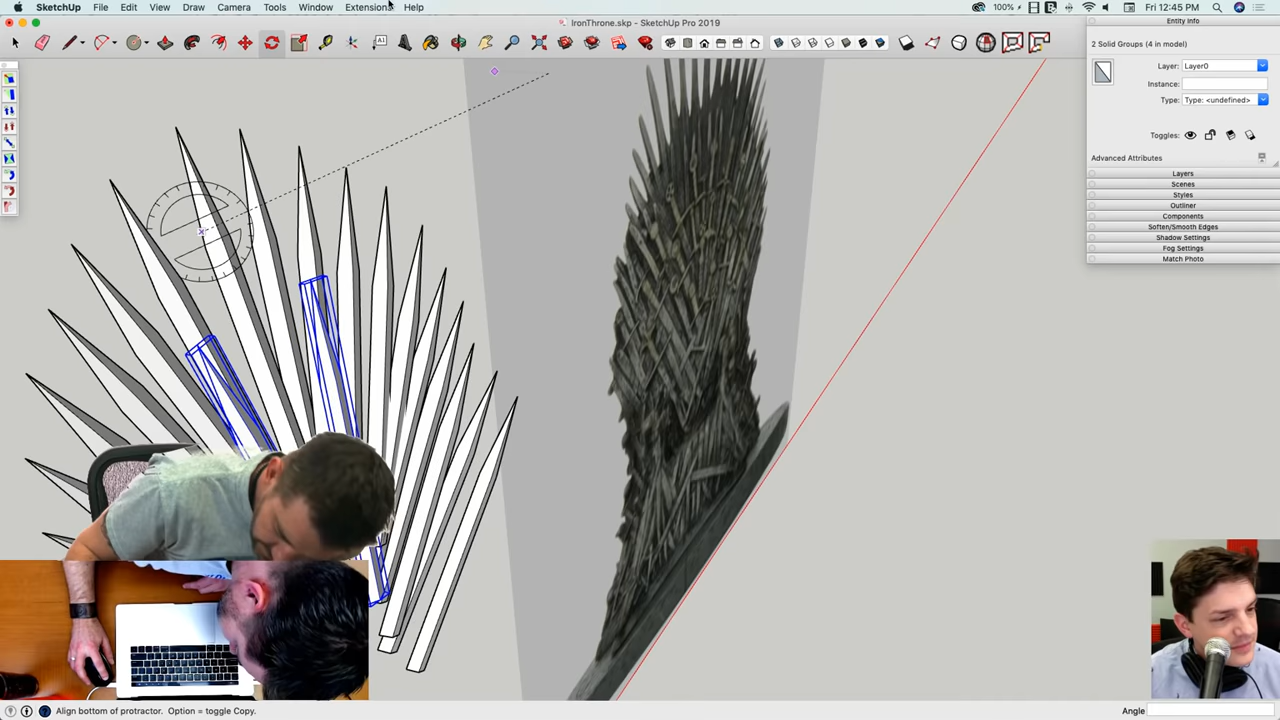 SketchUp File Edit View Draw Camera Tools Window Extensions Help
100% Fri 12:45 PM
IronThrone.skp - SketchUp Pro 2019
Entity Info
2 Solid Groups (4 in model)
Layer: Layer0
Instance:
Type: Type: <undefined>
Toggles:
Advanced Attributes
Layers
Scenes
Styles
Outliner
Components
Soften/Smooth Edges
Shadow Settings
Fog Settings
Match Photo
Align bottom of protractor. Option = toggle Copy.
Angle